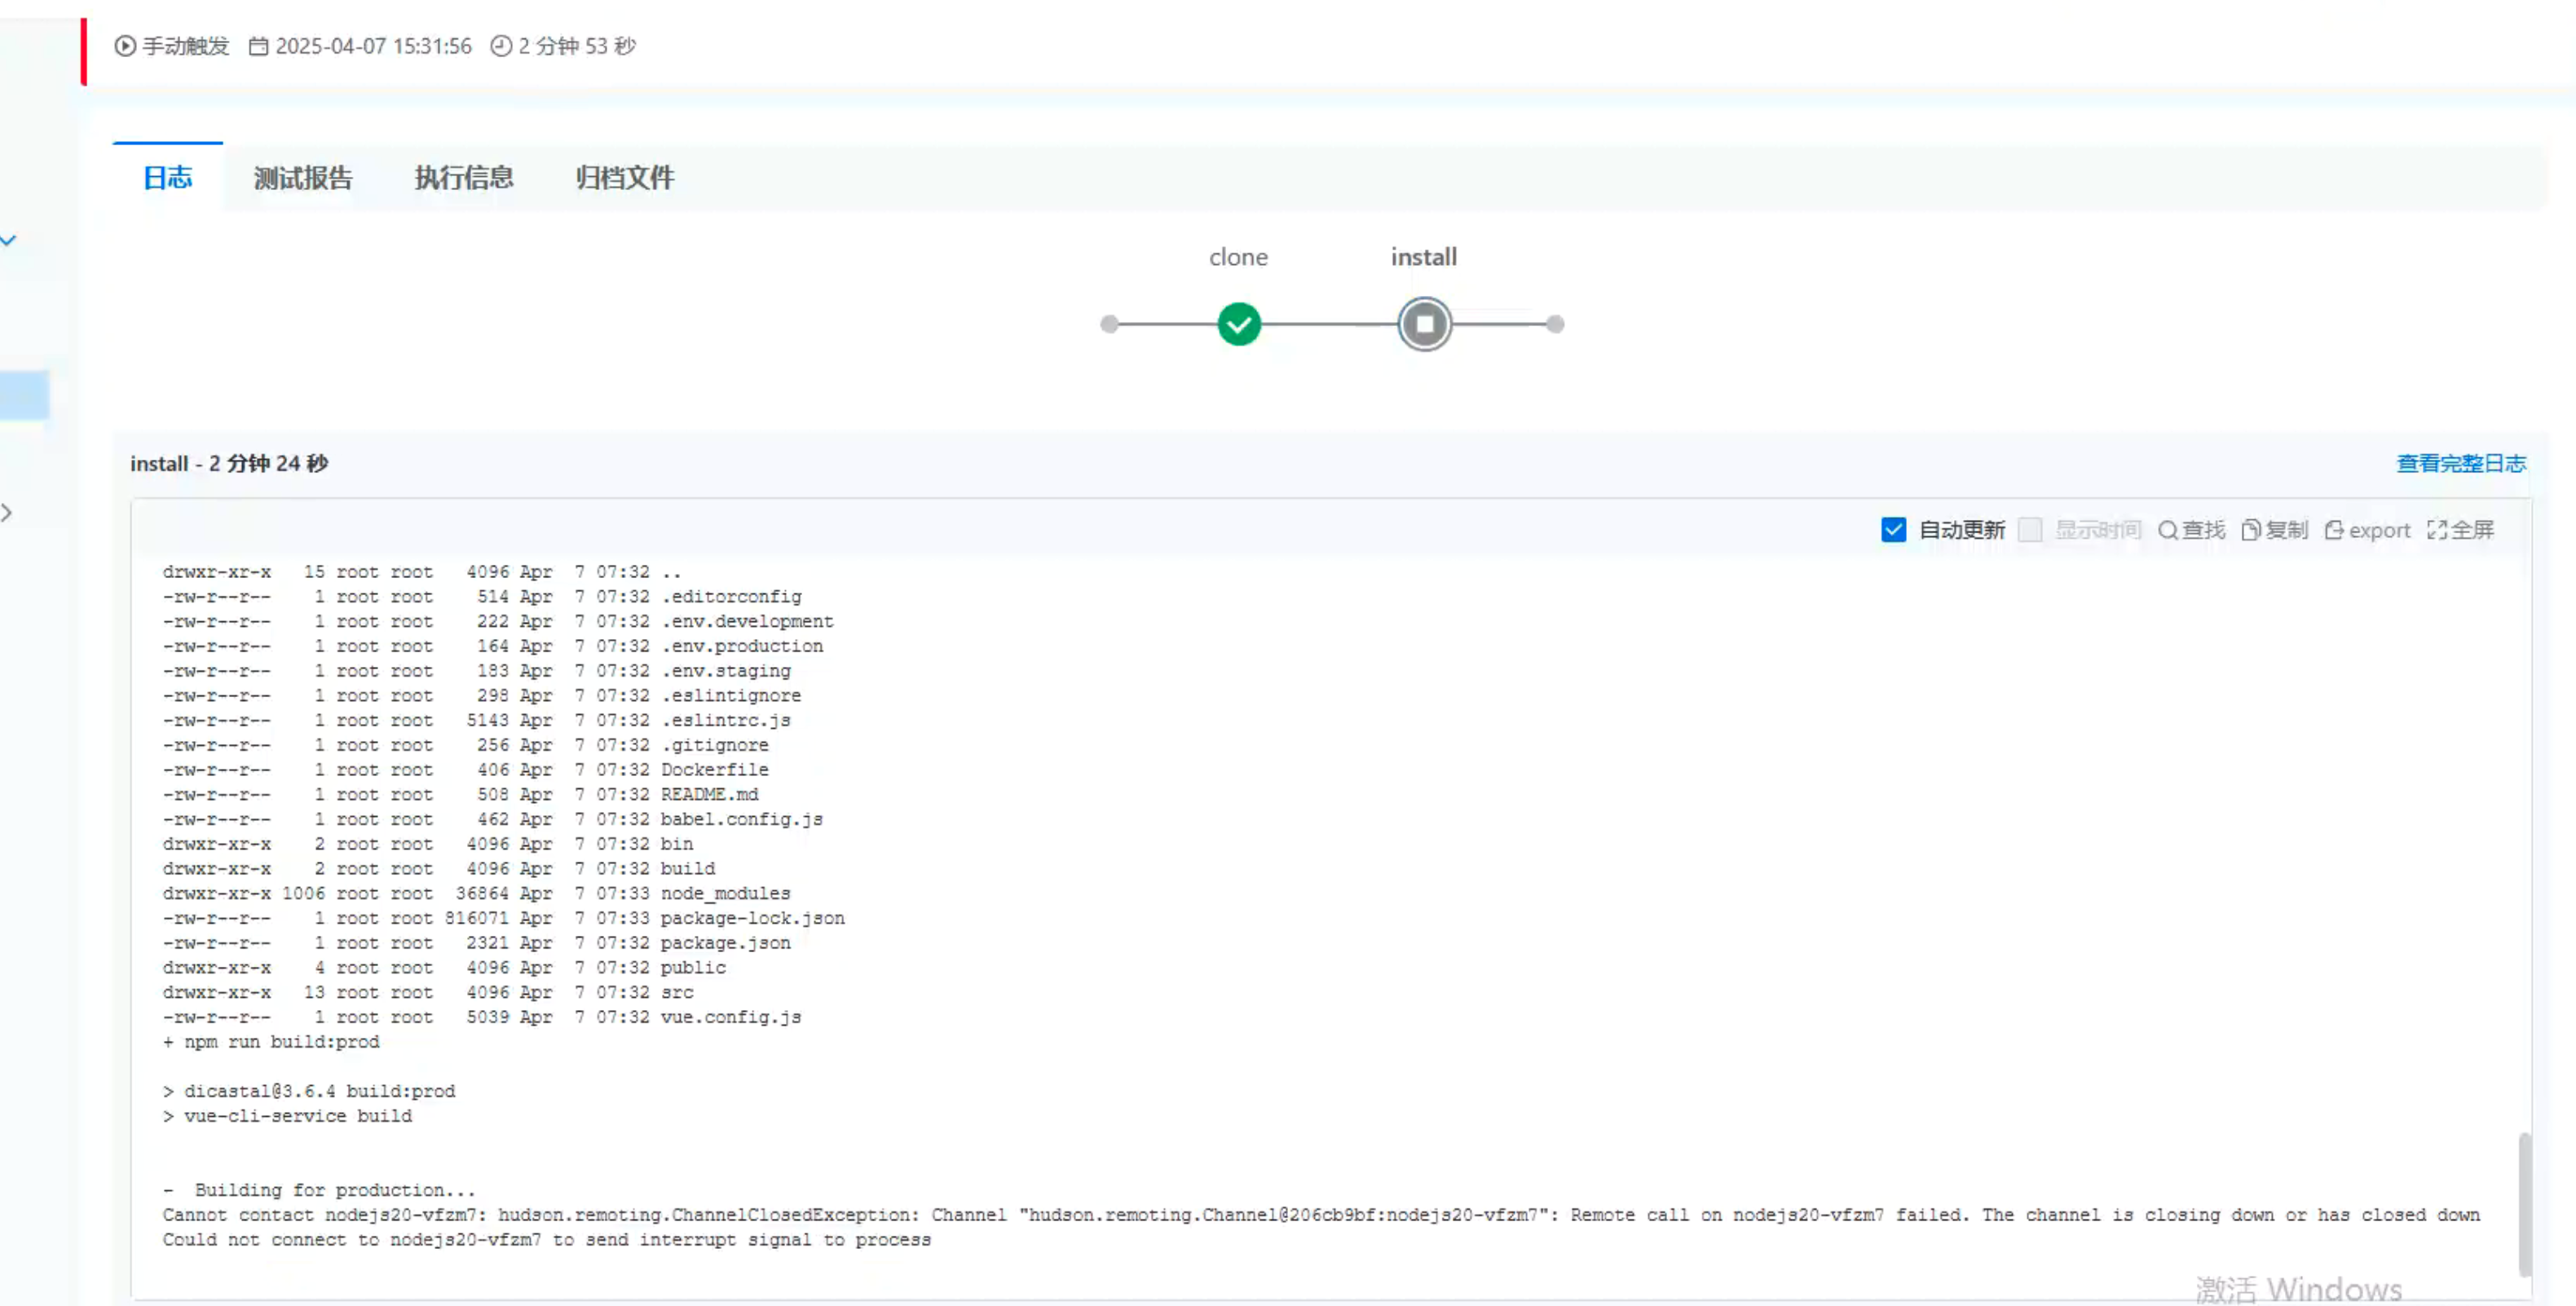 手动触发 2025-04-07 15:31:56 2 分钟 53 秒
日志 测试报告 执行信息 归档文件
clone install
install - 2 分钟 24 秒 查看完整日志
自动更新 显示时间 查找 复制 export 全屏
drwxr-xr-x   15 root root   4096 Apr  7 07:32 ..
-rw-r--r--    1 root root    514 Apr  7 07:32 .editorconfig
-rw-r--r--    1 root root    222 Apr  7 07:32 .env.development
-rw-r--r--    1 root root    164 Apr  7 07:32 .env.production
-rw-r--r--    1 root root    183 Apr  7 07:32 .env.staging
-rw-r--r--    1 root root    298 Apr  7 07:32 .eslintignore
-rw-r--r--    1 root root   5143 Apr  7 07:32 .eslintrc.js
-rw-r--r--    1 root root    256 Apr  7 07:32 .gitignore
-rw-r--r--    1 root root    406 Apr  7 07:32 Dockerfile
-rw-r--r--    1 root root    508 Apr  7 07:32 README.md
-rw-r--r--    1 root root    462 Apr  7 07:32 babel.config.js
drwxr-xr-x    2 root root   4096 Apr  7 07:32 bin
drwxr-xr-x    2 root root   4096 Apr  7 07:32 build
drwxr-xr-x 1006 root root  36864 Apr  7 07:33 node_modules
-rw-r--r--    1 root root 816071 Apr  7 07:33 package-lock.json
-rw-r--r--    1 root root   2321 Apr  7 07:32 package.json
drwxr-xr-x    4 root root   4096 Apr  7 07:32 public
drwxr-xr-x   13 root root   4096 Apr  7 07:32 src
-rw-r--r--    1 root root   5039 Apr  7 07:32 vue.config.js
+ npm run build:prod
> dicastal@3.6.4 build:prod
> vue-cli-service build
-  Building for production...
Cannot contact nodejs20-vfzm7: hudson.remoting.ChannelClosedException: Channel "hudson.remoting.Channel@206cb9bf:nodejs20-vfzm7": Remote call on nodejs20-vfzm7 failed. The channel is closing down or has closed down
Could not connect to nodejs20-vfzm7 to send interrupt signal to process
激活 Windows